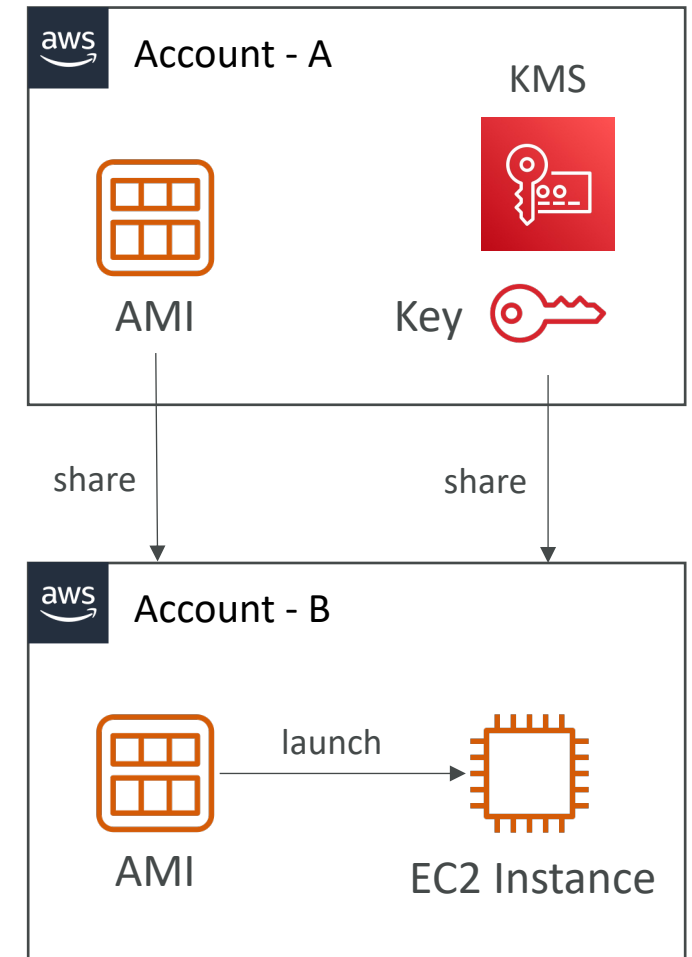 aws
Account - A
KMS
AMI
Key
share
share
aws
Account - B
launch
AMI
EC2 Instance